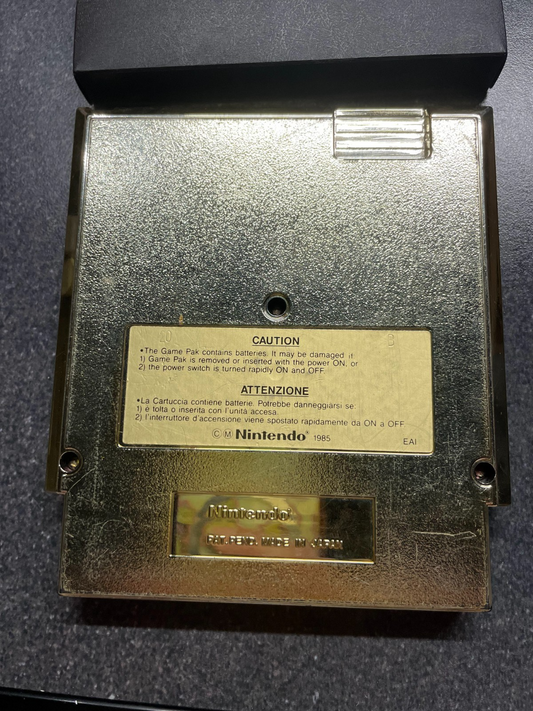 CAUTION
•The Game Pak contains batteries. It may be damaged if
1) Game Pak is removed or inserted with the power ON, or
2) the power switch is turned rapidly ON and OFF.
ATTENZIONE
•La Cartuccia contiene batterie. Potrebbe danneggiarsi se:
1) è tolta o inserita con l'unità accesa.
2) l'interruttore d'accensione viene spostato rapidamente da ON a OFF
© M Nintendo® 1985 EAI
Nintendo®
PAT. PEND. MADE IN JAPAN